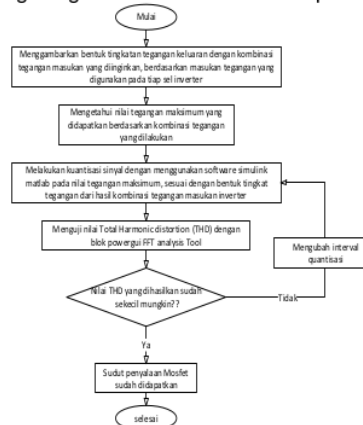 Mulai
Menggambarkan bentuk tingkatan tegangan keluaran dengan kombinasi
tegangan masukan yang diinginkan, berdasarkan masukan tegangan yang
digunakan pada tiap sel inverter
Mengetahui nilai tegangan maksimum yang
didapatkan berdasarkan kombinasi tegangan
yang dilakukan
Melakukan kuantisasi sinyal dengan menggunakan software simulink
matlab pada nilai tegangan maksimum, sesuai dengan bentuk tingkat
tegangan dari hasil kombinasi tegangan masukan inverter
Menguji nilai Total Harmonic distortion (THD) dengan
blok powergui FFT analysis Tool
Mengubah interval
quantisasi
Nilai THD yang dihasilkan sudah
sekecil mungkin??
Tidak
Ya
Sudut penyalaan Mosfet
sudah didapatkan
selesai